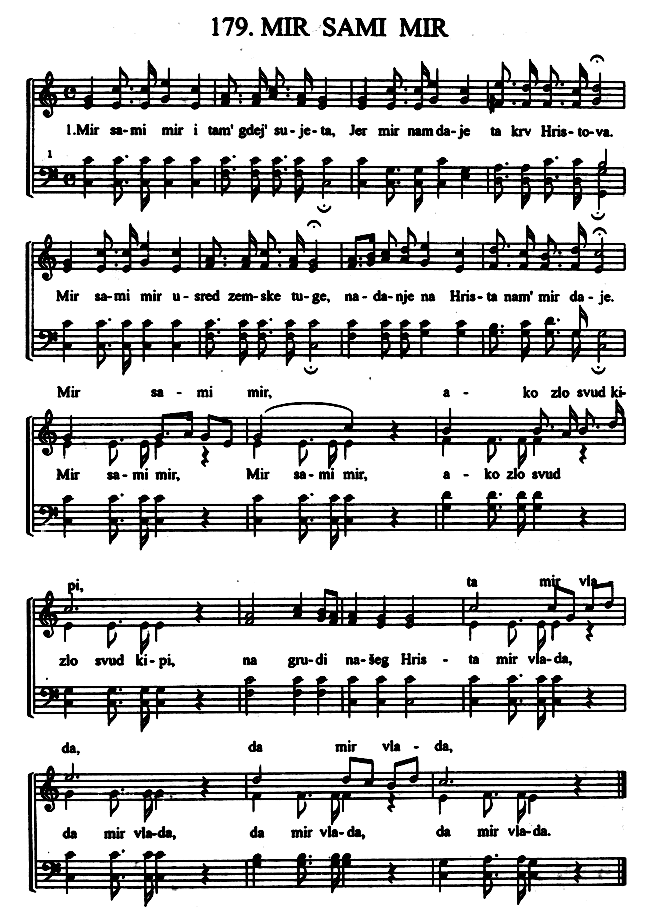 179. MIR SAMI MIR
1.Mir sa-mi mir i tam' gdej' su-je-ta, Jer mir nam da-je ta krv Hris-to-va.
1
Mir sa-mi mir u-sred zem-ske tu-ge, na-da-nje na Hris-ta nam' mir da-je.
Mir sa - mi mir, a - ko zlo svud ki-
Mir sa-mi mir, Mir sa-mi mir, a-ko zlo svud
pi, ta mir vla-
zlo svud ki-pi, na gru-di na-šeg Hris - ta mir vla-da,
da, da mir vla - da,
da mir vla-da, da mir vla-da, da mir vla-da.